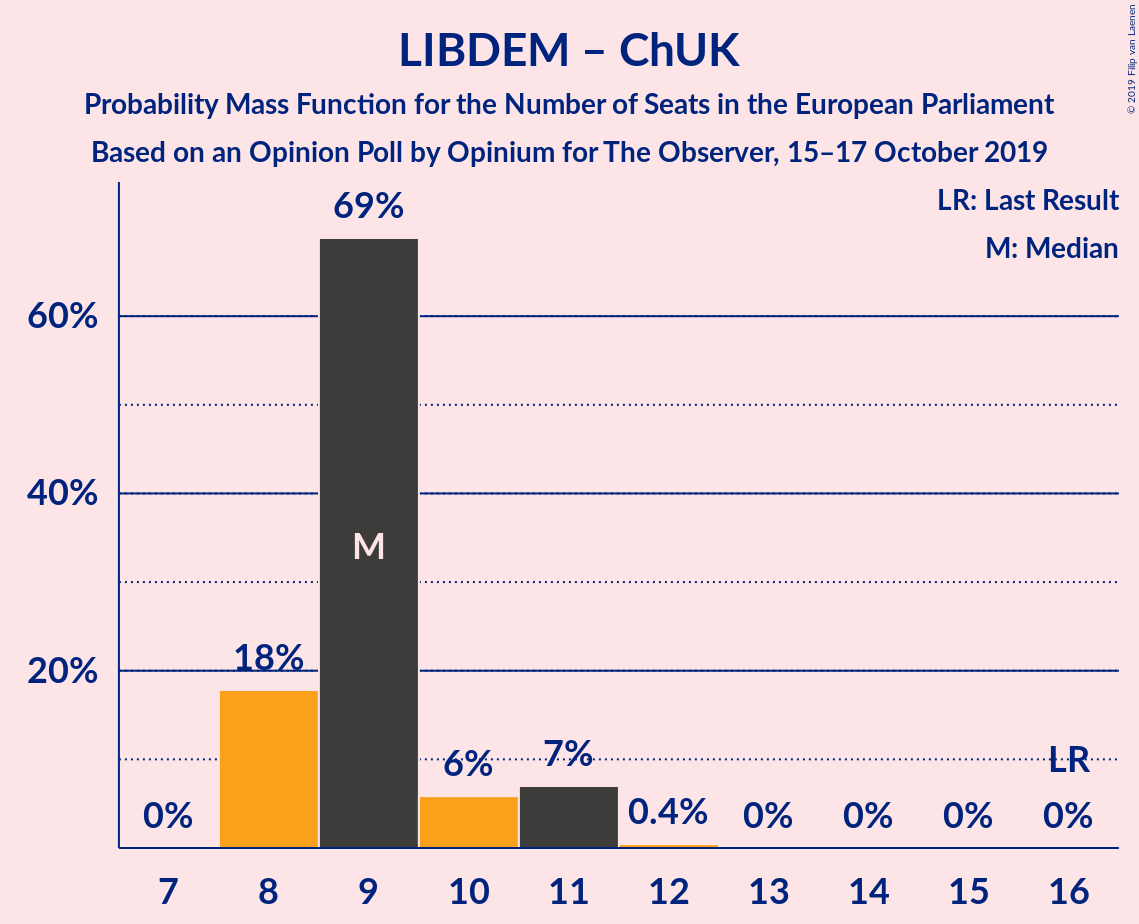 LIBDEM – ChUK
Probability Mass Function for the Number of Seats in the European Parliament
Based on an Opinion Poll by Opinium for The Observer, 15–17 October 2019
© 2019 Filip van Laenen
LR: Last Result
M: Median
69%
60%
40%
M
20%
18%
6%
7%
LR
0%
0.4%
0%
0%
0%
0%
7 8 9 10 11 12 13 14 15 16